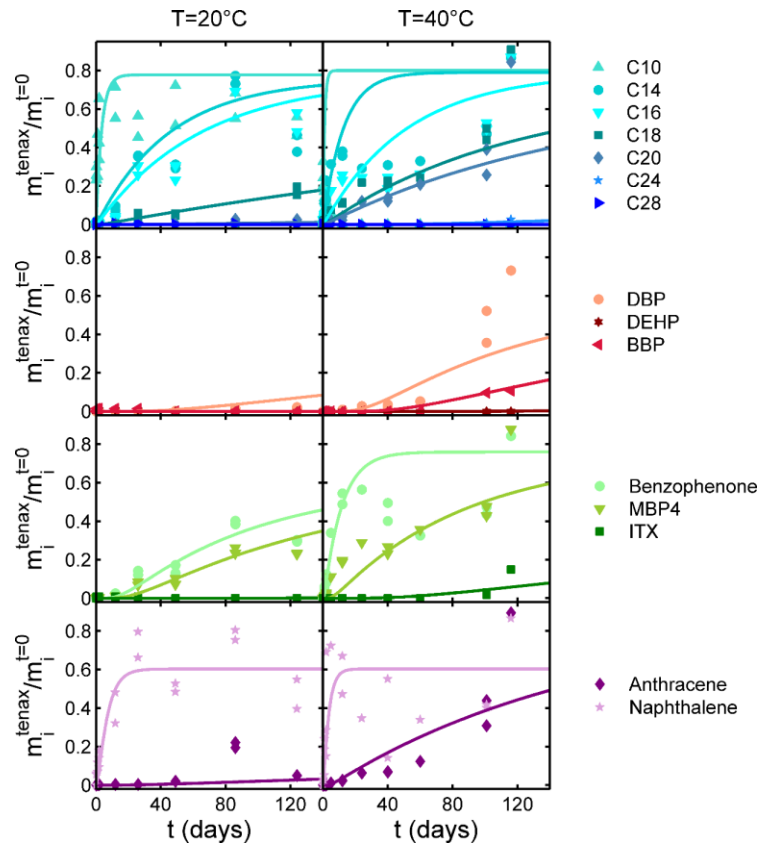 T=20°C T=40°C
m_i^tenax/m_i^t=0
0.8
0.6
0.4
0.2
0
C10
C14
C16
C18
C20
C24
C28
m_i^tenax/m_i^t=0
0.8
0.6
0.4
0.2
0
DBP
DEHP
BBP
m_i^tenax/m_i^t=0
0.8
0.6
0.4
0.2
0
Benzophenone
MBP4
ITX
m_i^tenax/m_i^t=0
0.8
0.6
0.4
0.2
0
Anthracene
Naphthalene
0 40 80 120 0 40 80 120
t (days) t (days)